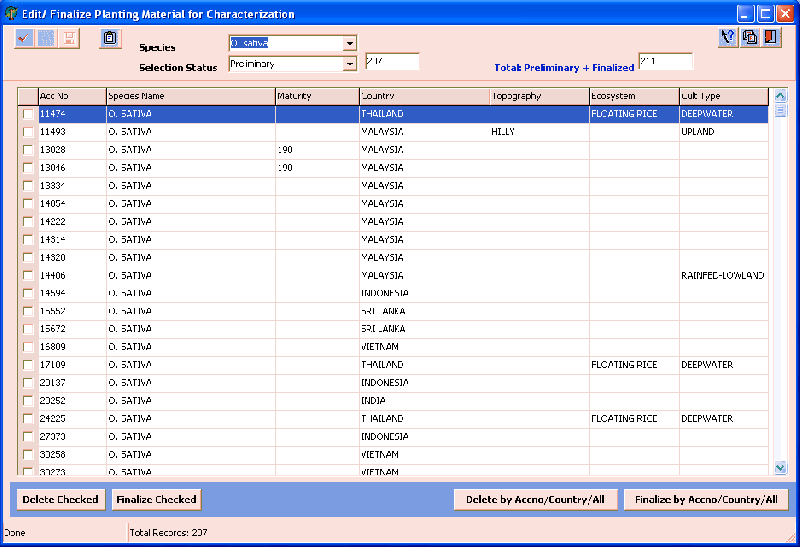 Edit/ Finalize Planting Material for Characterization
Species O. sativa
Selection Status Preliminary 207 Total: Preliminary + Finalized 211
Acc No Species Name Maturity Country Topography Ecosystem Cult Type
11474 O. SATIVA THAILAND FLOATING RICE DEEPWATER
11493 O. SATIVA MALAYSIA HILLY UPLAND
13028 O. SATIVA 190 MALAYSIA
13046 O. SATIVA 190 MALAYSIA
13334 O. SATIVA MALAYSIA
14054 O. SATIVA MALAYSIA
14222 O. SATIVA MALAYSIA
14314 O. SATIVA MALAYSIA
14320 O. SATIVA MALAYSIA
14406 O. SATIVA MALAYSIA RAINFED-LOWLAND
14594 O. SATIVA INDONESIA
15552 O. SATIVA SRI LANKA
15672 O. SATIVA SRI LANKA
16809 O. SATIVA VIETNAM
17109 O. SATIVA THAILAND FLOATING RICE DEEPWATER
20137 O. SATIVA INDONESIA
20252 O. SATIVA INDIA
24225 O. SATIVA THAILAND FLOATING RICE DEEPWATER
27373 O. SATIVA INDONESIA
30258 O. SATIVA VIETNAM
30273 O. SATIVA VIETNAM
Delete Checked Finalize Checked Delete by Accno/Country/All Finalize by Accno/Country/All
Done Total Records: 207